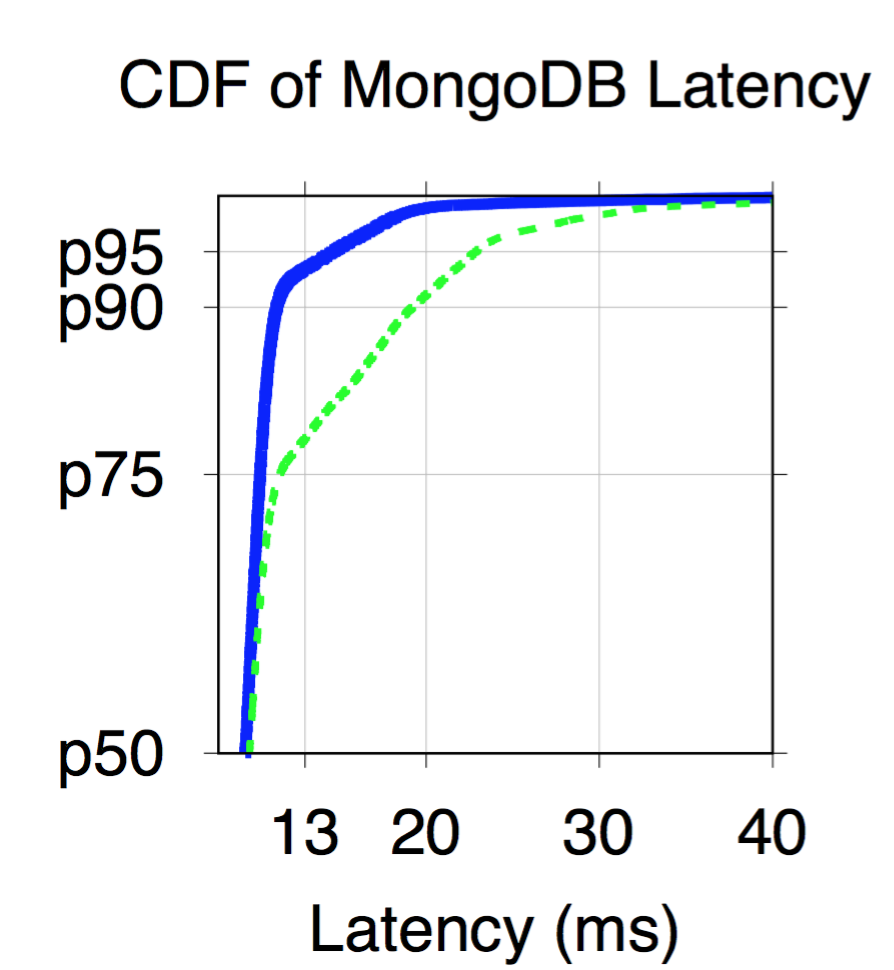 CDF of MongoDB Latency
p95
p90
p75
p50
13 20 30 40
Latency (ms)